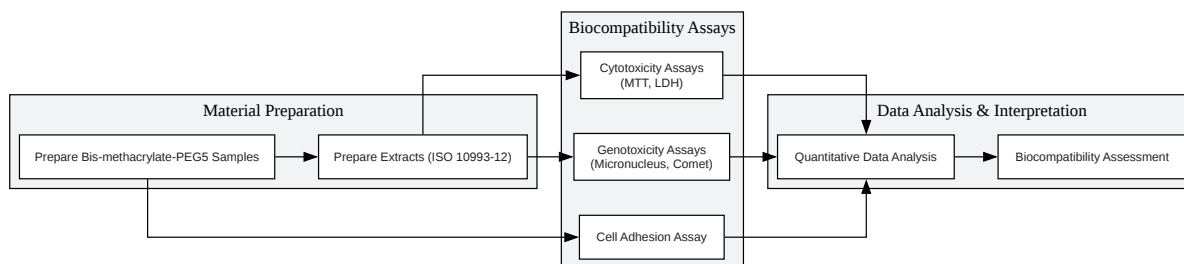 Material Preparation
Prepare Bis-methacrylate-PEG5 Samples
Prepare Extracts (ISO 10993-12)
Biocompatibility Assays
Cytotoxicity Assays
(MTT, LDH)
Genotoxicity Assays
(Micronucleus, Comet)
Cell Adhesion Assay
Data Analysis & Interpretation
Quantitative Data Analysis
Biocompatibility Assessment